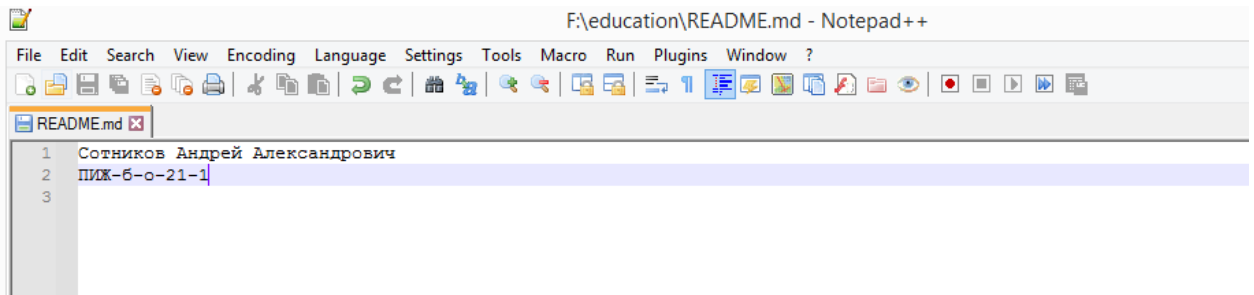 F:\education\README.md - Notepad++
File Edit Search View Encoding Language Settings Tools Macro Run Plugins Window ?
README.md
1 Сотников Андрей Александрович
2 ПИЖ-б-о-21-1
3